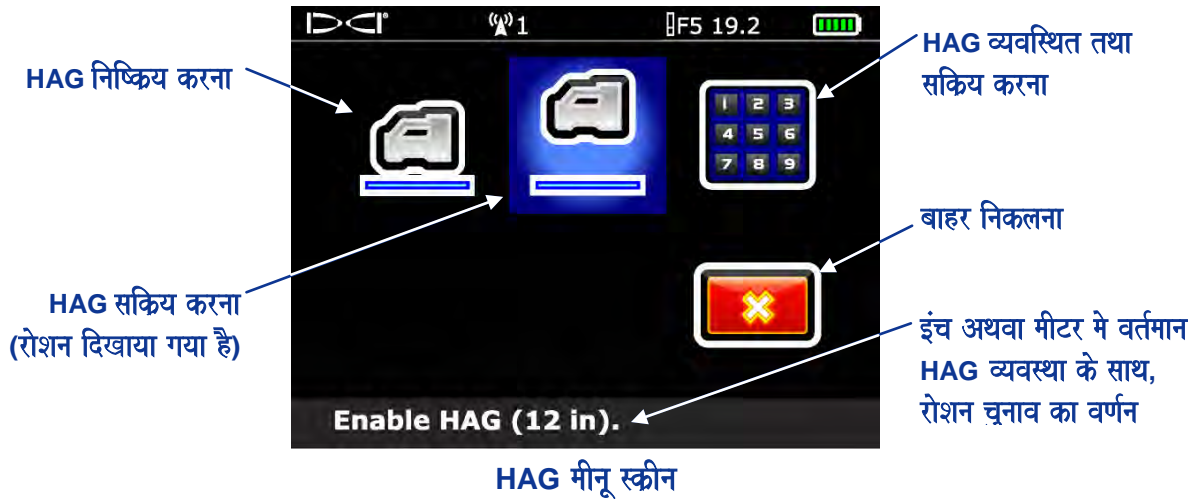 DCI
1
F5 19.2
HAG निष्क्रिय करना
HAG सक्रिय करना
(रोशन दिखाया गया है)
HAG व्यवस्थित तथा
सक्रिय करना
1 2 3
4 5 6
7 8 9
बाहर निकलना
इंच अथवा मीटर मे वर्तमान
HAG व्यवस्था के साथ,
रोशन चुनाव का वर्णन
Enable HAG (12 in).
HAG मीनू स्क्रीन